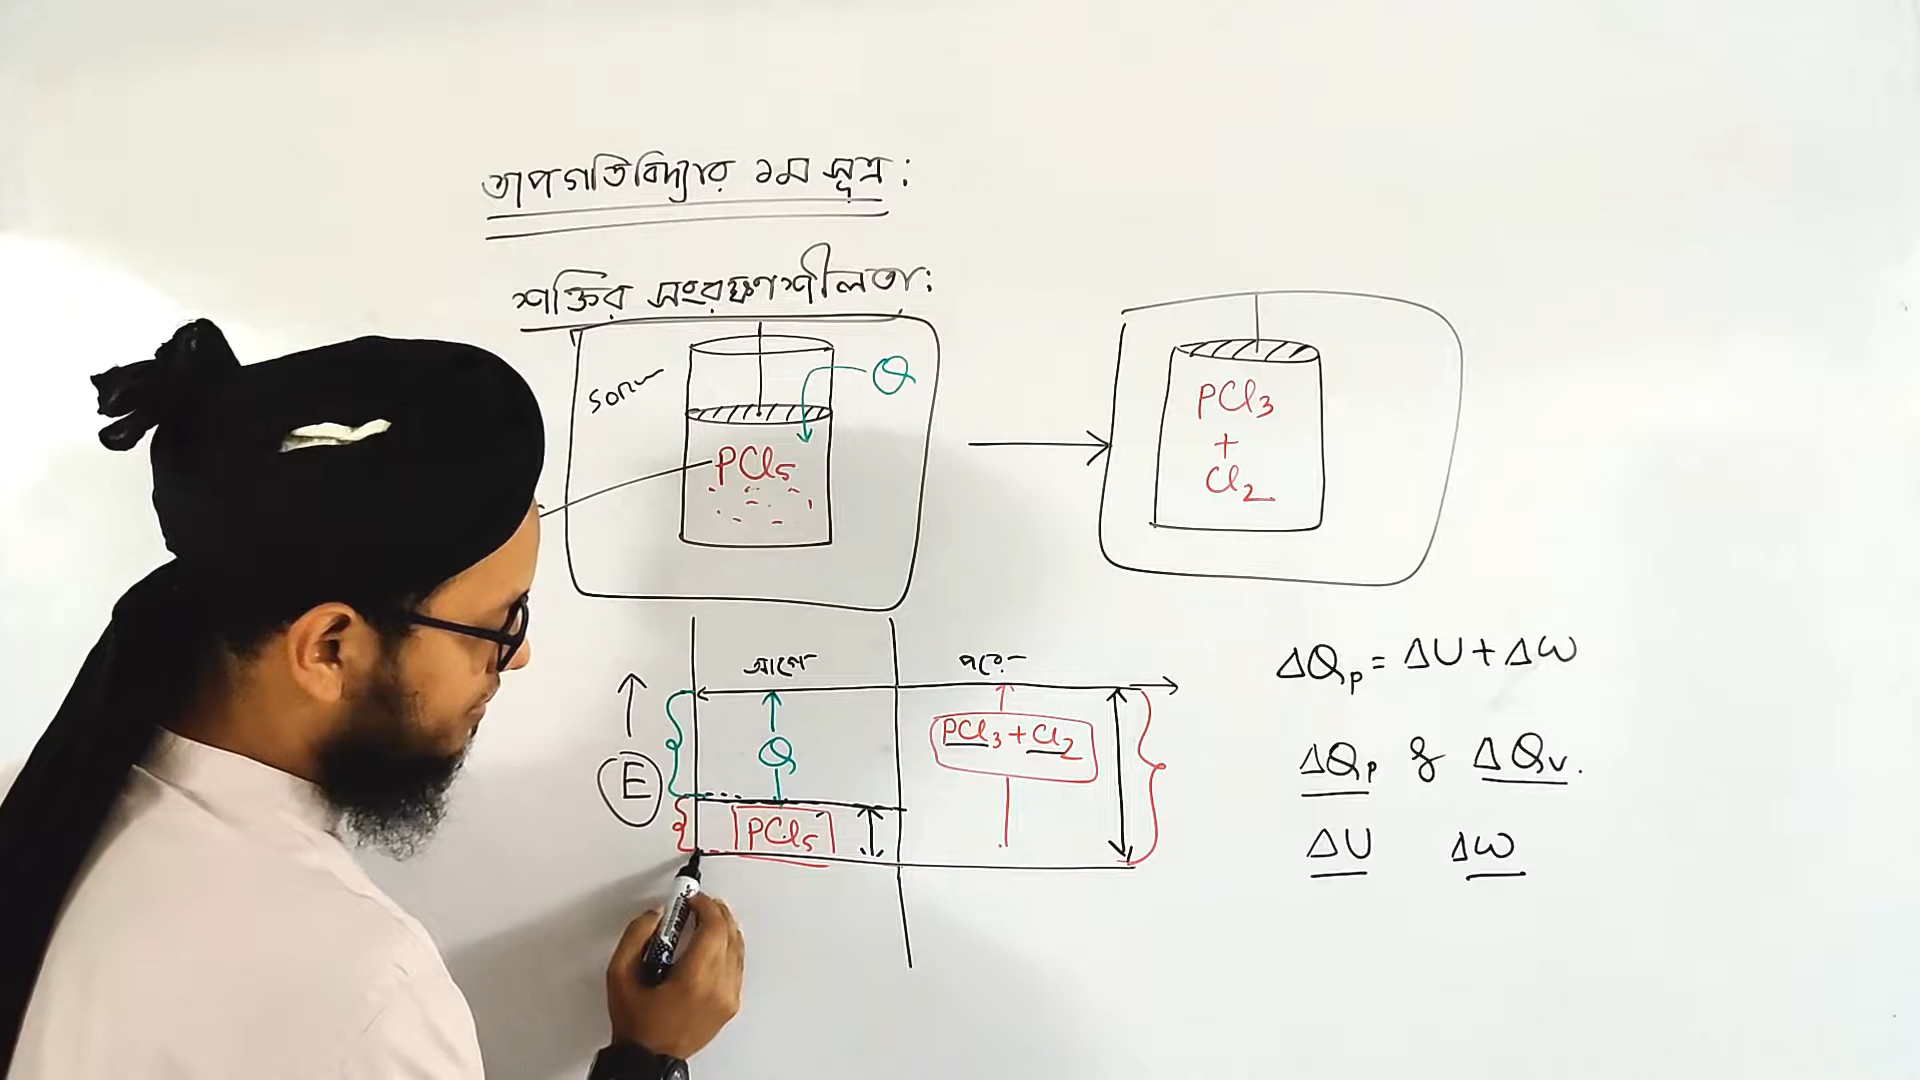 তাপগতিবিদ্যার ১ম সূত্র:
শক্তির সংরক্ষণশীলতা:
Q
PCl5
PCl3
+
Cl2
আগে
পরে
E
Q
PCl5
PCl3 + Cl2
ΔQp = ΔU + ΔW
ΔQp & ΔQv.
ΔU ΔW